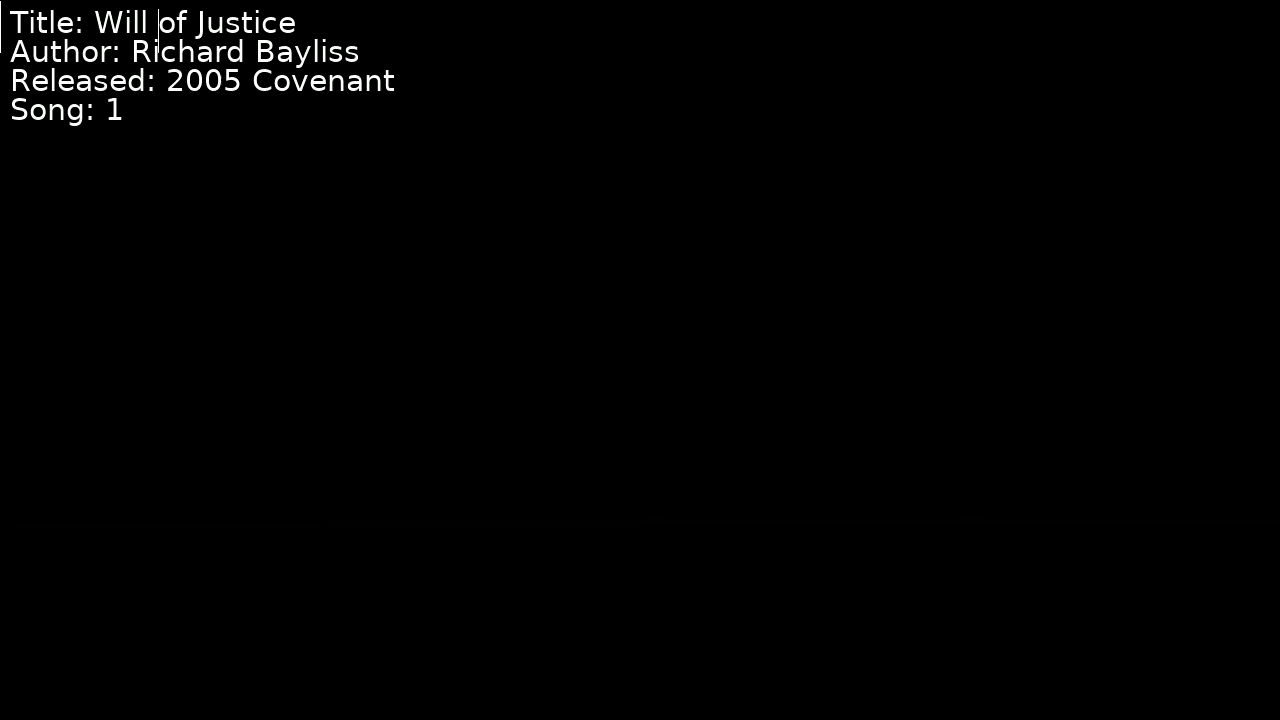 Title: Will of Justice
Author: Richard Bayliss
Released: 2005 Covenant
Song: 1